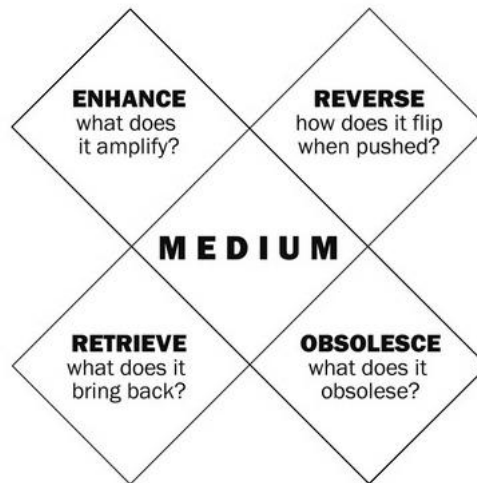 ENHANCE
what does
it amplify?
REVERSE
how does it flip
when pushed?
MEDIUM
RETRIEVE
what does it
bring back?
OBSOLESCE
what does it
obsolese?